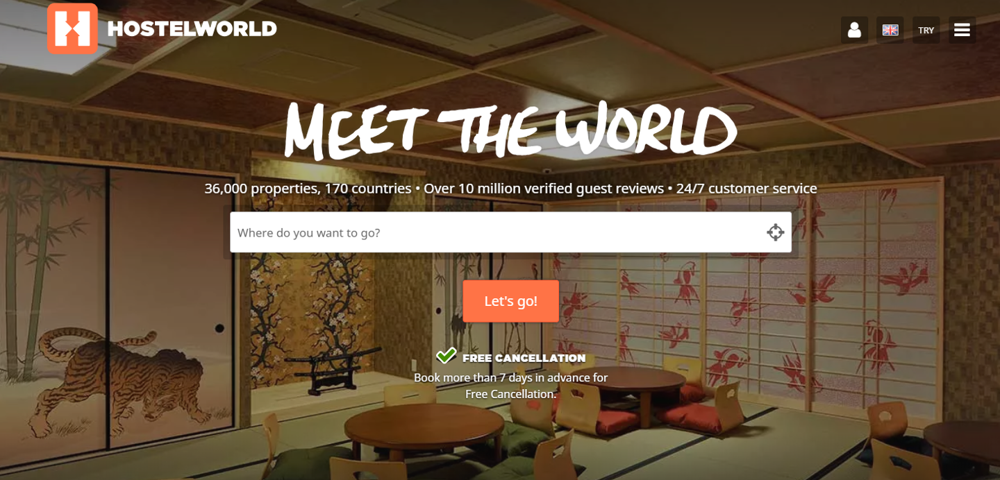 HOSTELWORLD
TRY
MEET THE WORLD
36,000 properties, 170 countries • Over 10 million verified guest reviews • 24/7 customer service
Where do you want to go?
Let's go!
FREE CANCELLATION
Book more than 7 days in advance for
Free Cancellation.